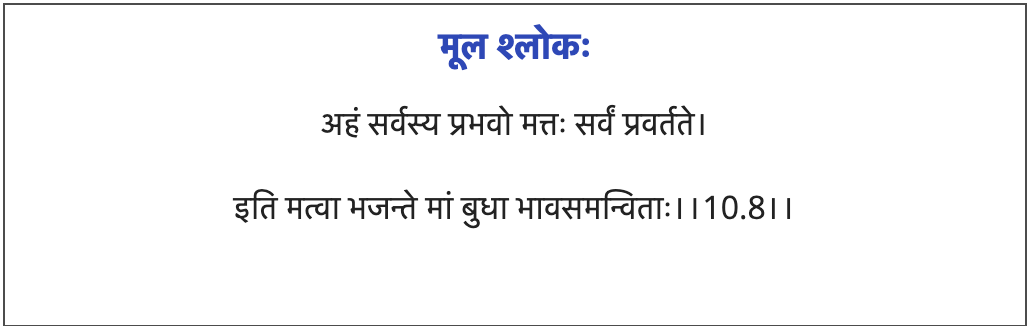 मूल श्लोकः
अहं सर्वस्य प्रभवो मत्तः सर्वं प्रवर्तते।
इति मत्वा भजन्ते मां बुधा भावसमन्विताः।।10.8।।